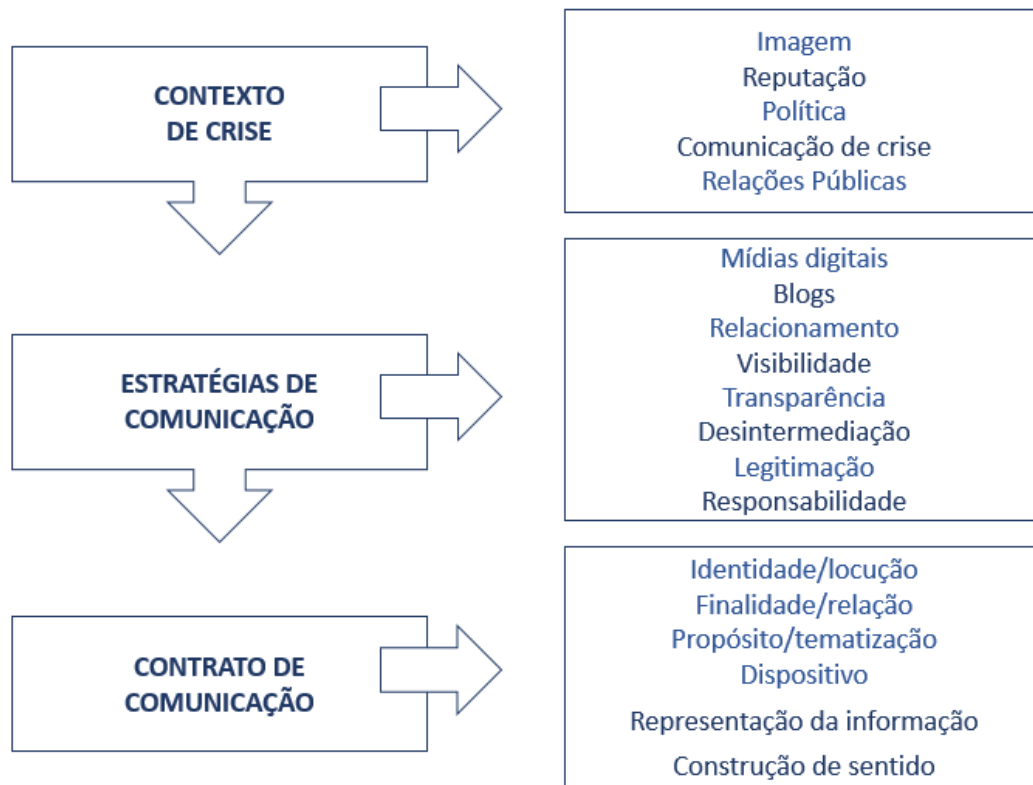 CONTEXTO
DE CRISE
Imagem
Reputação
Política
Comunicação de crise
Relações Públicas
ESTRATÉGIAS DE
COMUNICAÇÃO
Mídias digitais
Blogs
Relacionamento
Visibilidade
Transparência
Desintermediação
Legitimação
Responsabilidade
CONTRATO DE
COMUNICAÇÃO
Identidade/locução
Finalidade/relação
Propósito/tematização
Dispositivo
Representação da informação
Construção de sentido